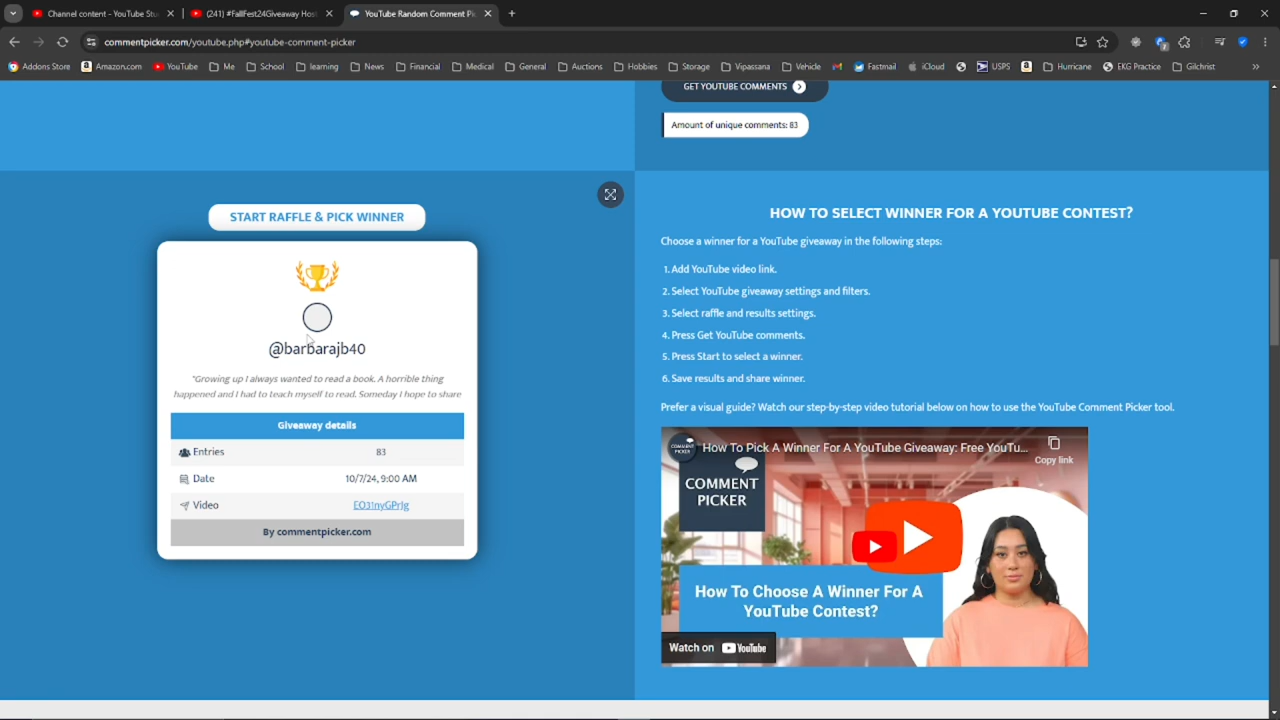 Channel content - YouTube Stu
(241) #FallFest24Giveaway Host
YouTube Random Comment Pi
commentpicker.com/youtube.php#youtube-comment-picker
Addons Store Amazon.com YouTube Me School learning News Financial Medical General Auctions Hobbies Storage Vipassana Vehicle Fastmail iCloud USPS Hurricane EKG Practice Gilchrist
GET YOUTUBE COMMENTS
Amount of unique comments: 83
START RAFFLE & PICK WINNER
@barbarajb40
"Growing up I always wanted to read a book. A horrible thing
happened and I had to teach myself to read. Someday I hope to share
Giveaway details
Entries 83
Date 10/7/24, 9:00 AM
Video EO31nyGPrJg
By commentpicker.com
HOW TO SELECT WINNER FOR A YOUTUBE CONTEST?
Choose a winner for a YouTube giveaway in the following steps:
1. Add YouTube video link.
2. Select YouTube giveaway settings and filters.
3. Select raffle and results settings.
4. Press Get YouTube comments.
5. Press Start to select a winner.
6. Save results and share winner.
Prefer a visual guide? Watch our step-by-step video tutorial below on how to use the YouTube Comment Picker tool.
How To Pick A Winner For A YouTube Giveaway: Free YouTu...
Copy link
COMMENT
PICKER
COMMENT
PICKER
How To Choose A Winner For A
YouTube Contest?
Watch on YouTube